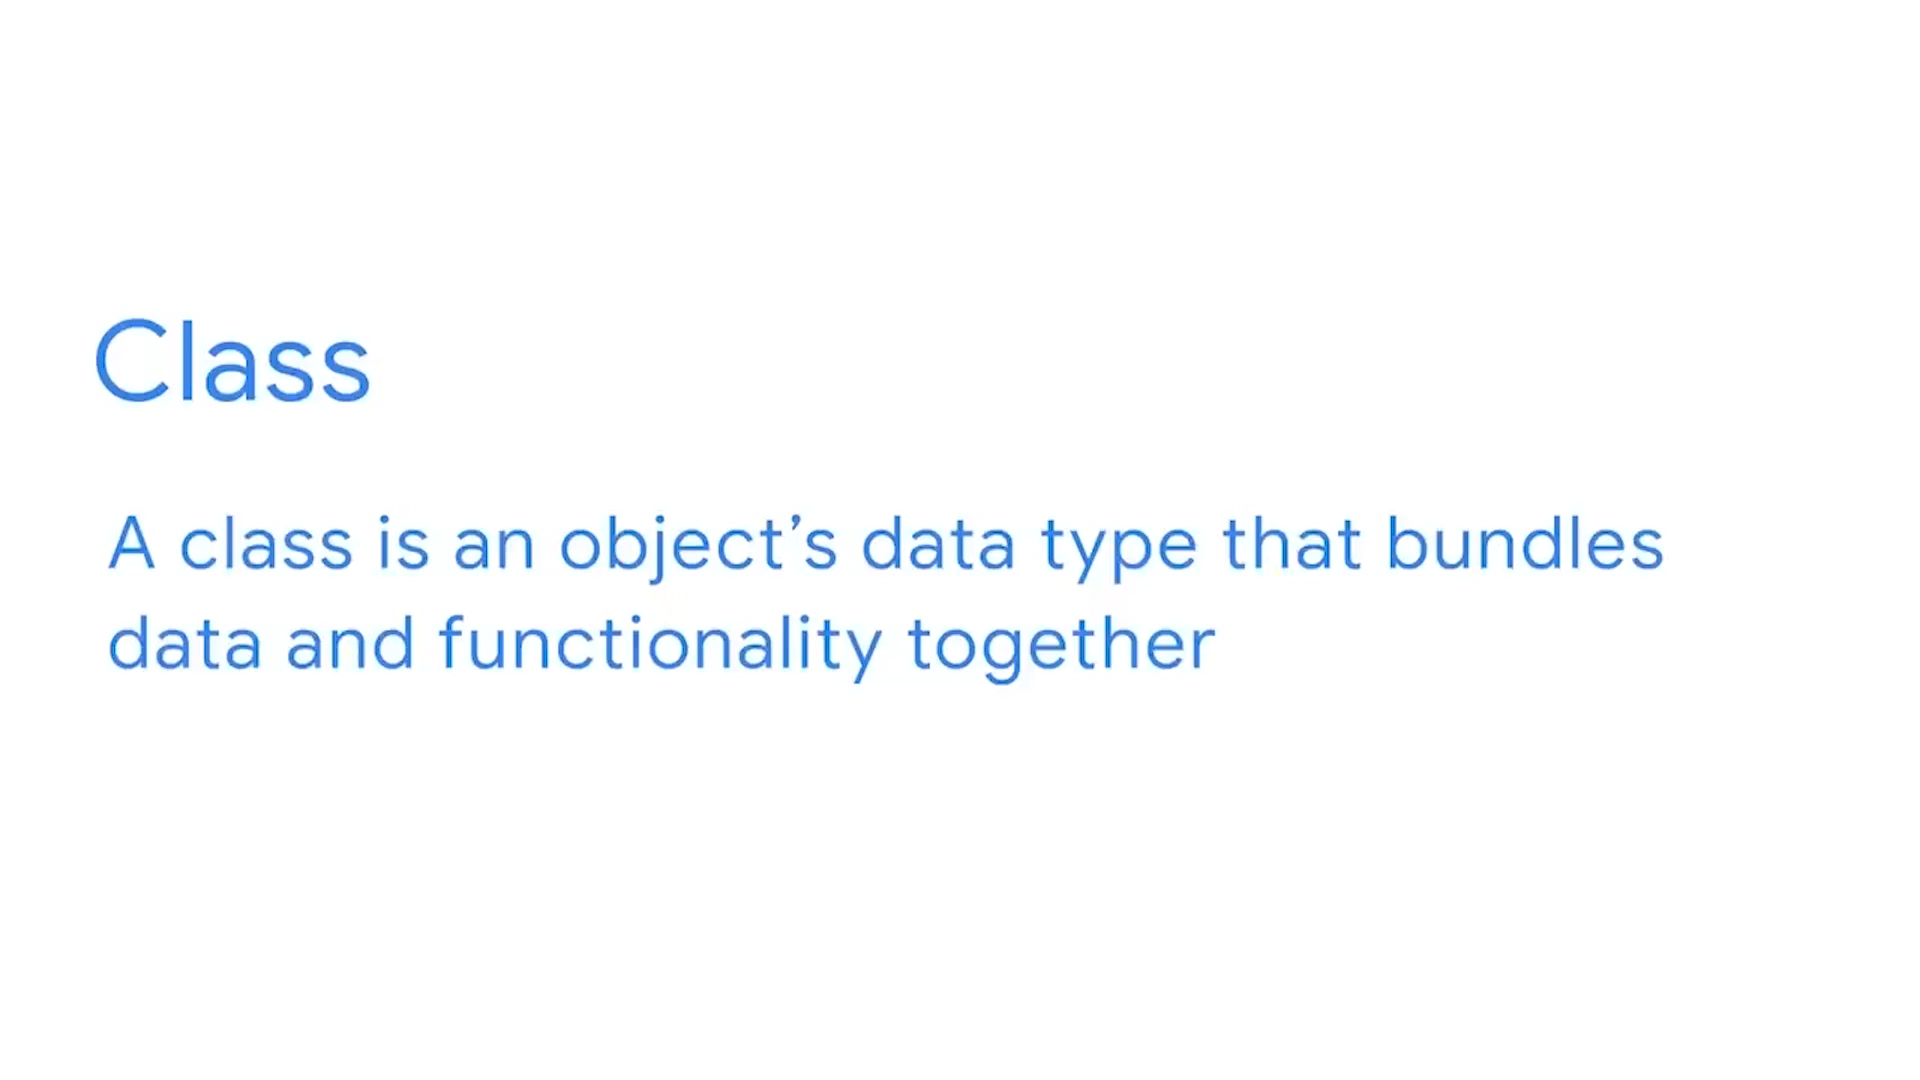 Class
A class is an object’s data type that bundles
data and functionality together